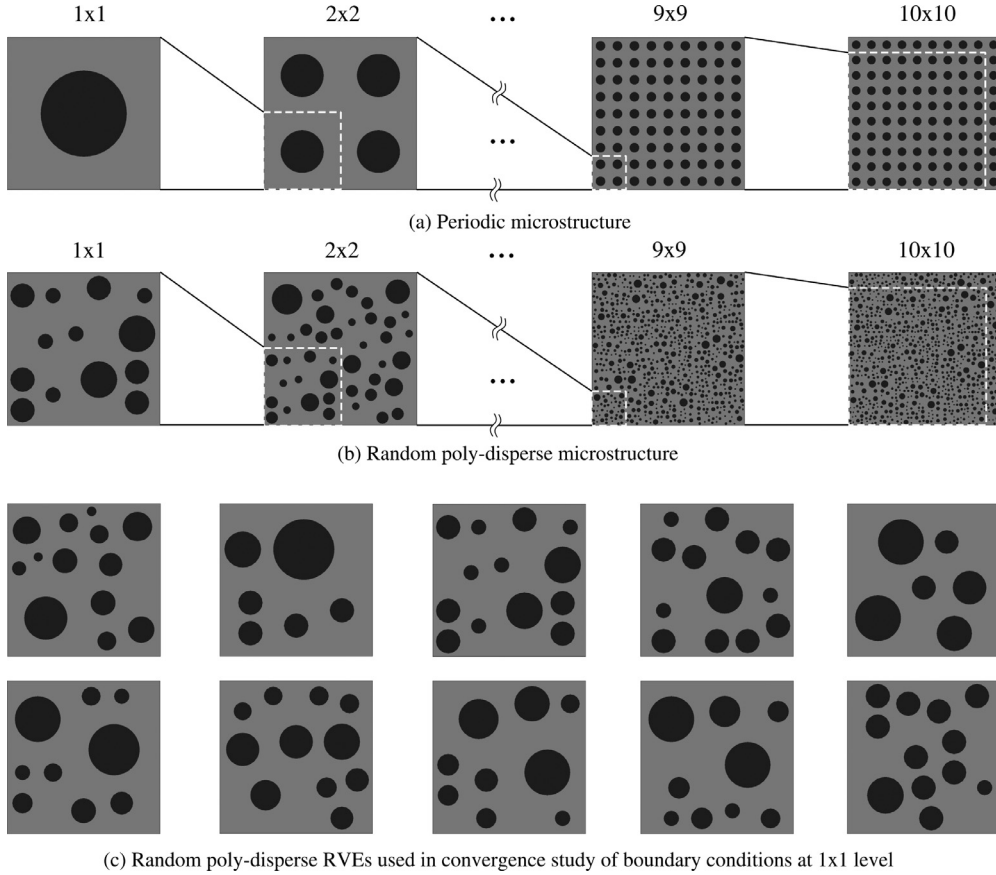 1x1 2x2 ... 9x9 10x10
...
(a) Periodic microstructure
1x1 2x2 ... 9x9 10x10
...
(b) Random poly-disperse microstructure
(c) Random poly-disperse RVEs used in convergence study of boundary conditions at 1x1 level